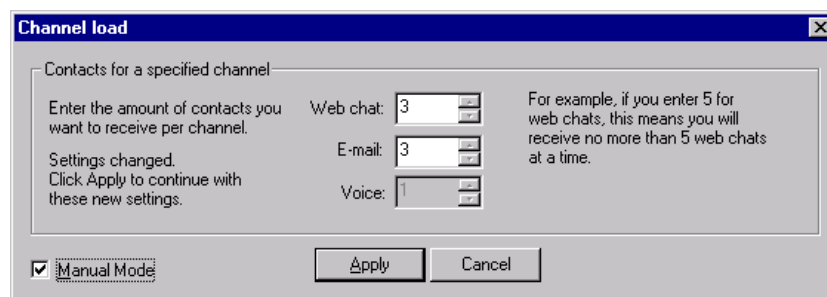 Channel load
Contacts for a specified channel
Enter the amount of contacts you
want to receive per channel.
Settings changed.
Click Apply to continue with
these new settings.
Web chat: 3
E-mail: 3
Voice: 1
For example, if you enter 5 for
web chats, this means you will
receive no more than 5 web chats
at a time.
Manual Mode
Apply
Cancel